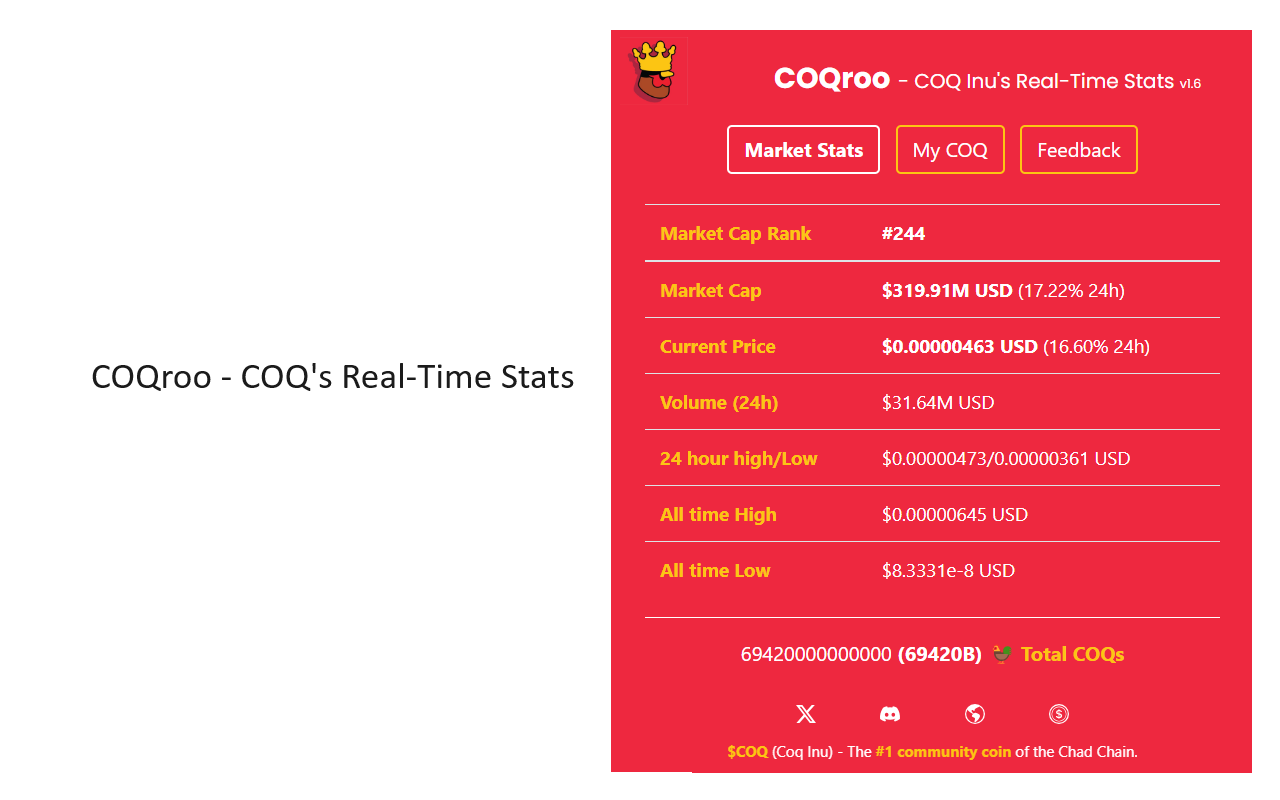 COQroo - COQ's Real-Time Stats
COQroo - COQ Inu's Real-Time Stats v1.6
Market Stats My COQ Feedback
Market Cap Rank #244
Market Cap $319.91M USD (17.22% 24h)
Current Price $0.00000463 USD (16.60% 24h)
Volume (24h) $31.64M USD
24 hour high/Low $0.00000473/0.00000361 USD
All time High $0.00000645 USD
All time Low $8.3331e-8 USD
69420000000000 (69420B) Total COQs
$COQ (Coq Inu) - The #1 community coin of the Chad Chain.